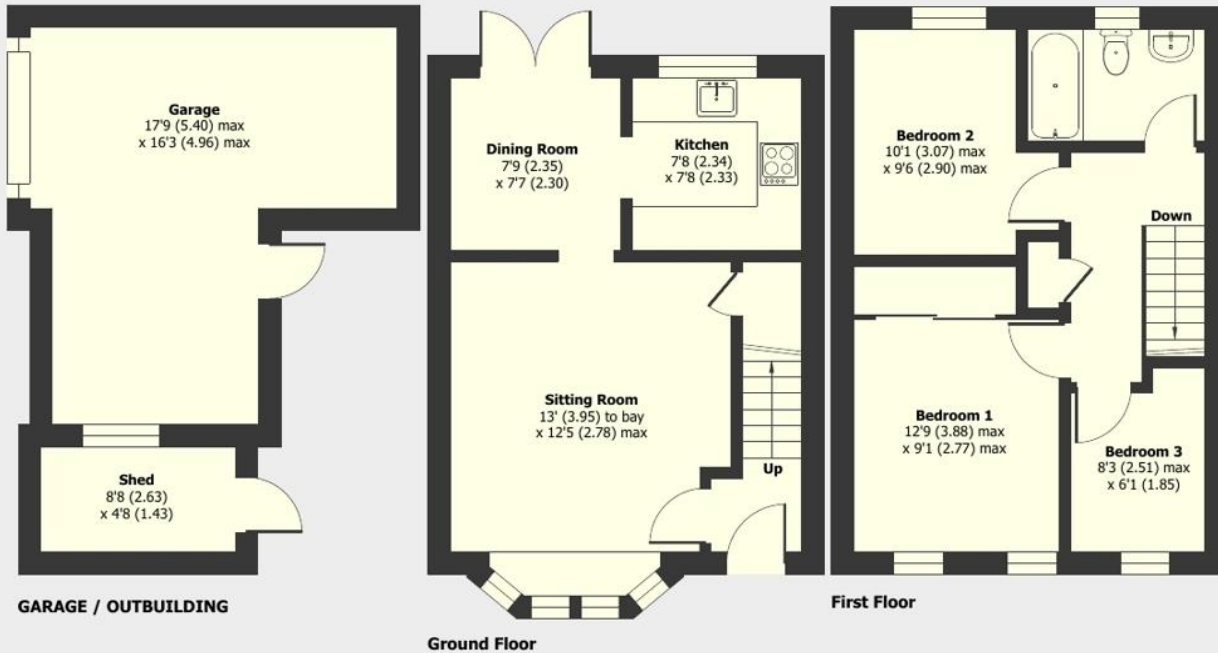 Garage
17'9 (5.40) max
x 16'3 (4.96) max
Shed
8'8 (2.63)
x 4'8 (1.43)
GARAGE / OUTBUILDING
Dining Room
7'9 (2.35)
x 7'7 (2.30)
Kitchen
7'8 (2.34)
x 7'8 (2.33)
Sitting Room
13' (3.95) to bay
x 12'5 (2.78) max
Up
Ground Floor
Bedroom 2
10'1 (3.07) max
x 9'6 (2.90) max
Down
Bedroom 1
12'9 (3.88) max
x 9'1 (2.77) max
Bedroom 3
8'3 (2.51) max
x 6'1 (1.85)
First Floor